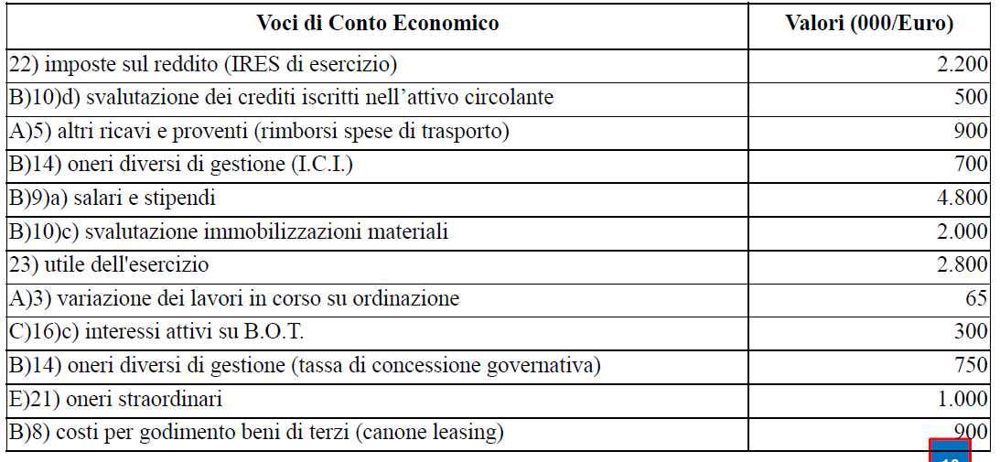 Voci di Conto Economico Valori (000/Euro)
22) imposte sul reddito (IRES di esercizio) 2.200
B)10)d) svalutazione dei crediti iscritti nell’attivo circolante 500
A)5) altri ricavi e proventi (rimborsi spese di trasporto) 900
B)14) oneri diversi di gestione (I.C.I.) 700
B)9)a) salari e stipendi 4.800
B)10)c) svalutazione immobilizzazioni materiali 2.000
23) utile dell'esercizio 2.800
A)3) variazione dei lavori in corso su ordinazione 65
C)16)c) interessi attivi su B.O.T. 300
B)14) oneri diversi di gestione (tassa di concessione governativa) 750
E)21) oneri straordinari 1.000
B)8) costi per godimento beni di terzi (canone leasing) 900